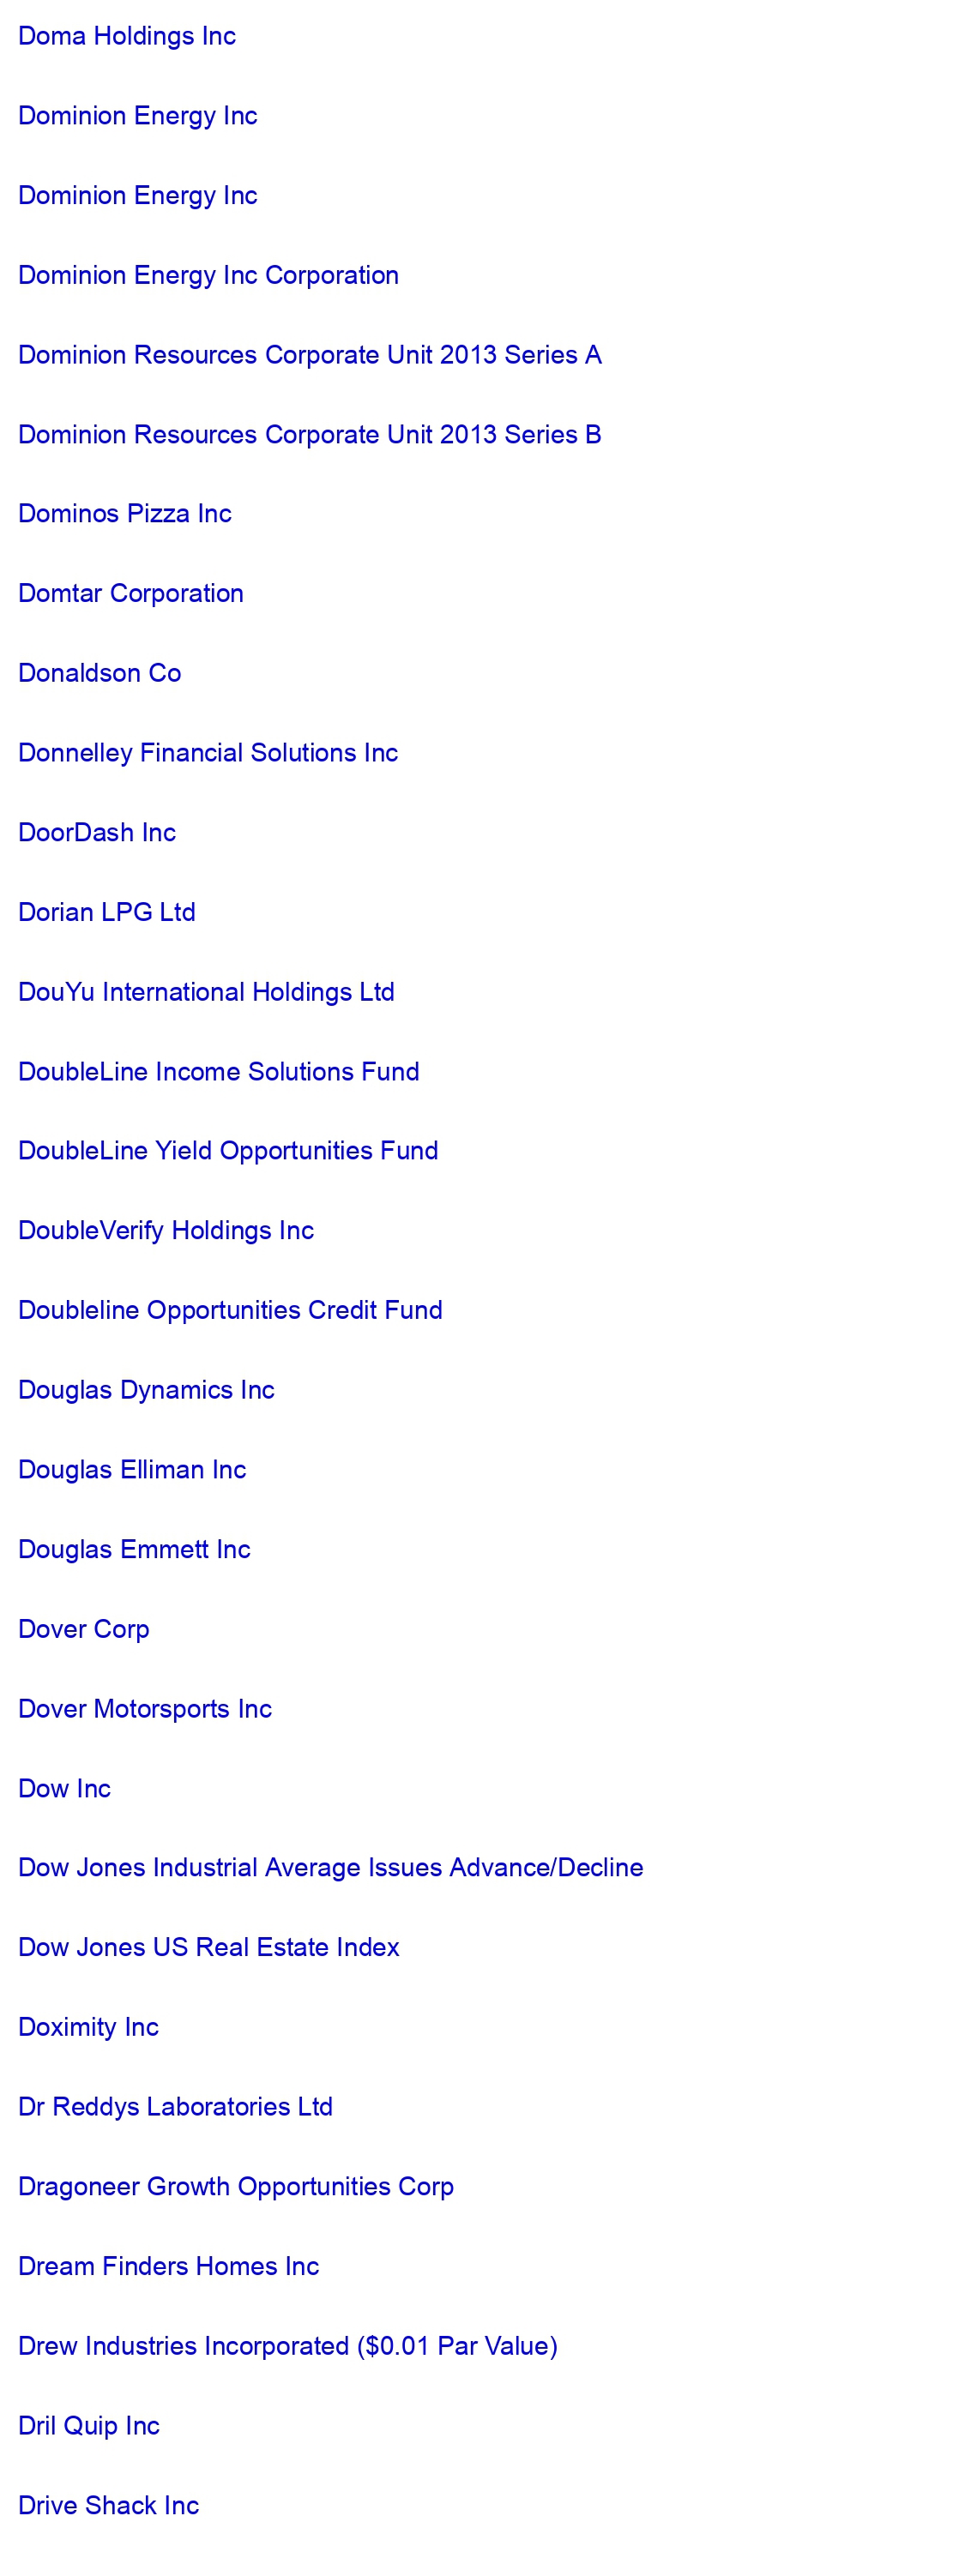 Doma Holdings Inc
Dominion Energy Inc
Dominion Energy Inc
Dominion Energy Inc Corporation
Dominion Resources Corporate Unit 2013 Series A
Dominion Resources Corporate Unit 2013 Series B
Dominos Pizza Inc
Domtar Corporation
Donaldson Co
Donnelley Financial Solutions Inc
DoorDash Inc
Dorian LPG Ltd
DouYu International Holdings Ltd
DoubleLine Income Solutions Fund
DoubleLine Yield Opportunities Fund
DoubleVerify Holdings Inc
Doubleline Opportunities Credit Fund
Douglas Dynamics Inc
Douglas Elliman Inc
Douglas Emmett Inc
Dover Corp
Dover Motorsports Inc
Dow Inc
Dow Jones Industrial Average Issues Advance/Decline
Dow Jones US Real Estate Index
Doximity Inc
Dr Reddys Laboratories Ltd
Dragoneer Growth Opportunities Corp
Dream Finders Homes Inc
Drew Industries Incorporated ($0.01 Par Value)
Dril Quip Inc
Drive Shack Inc